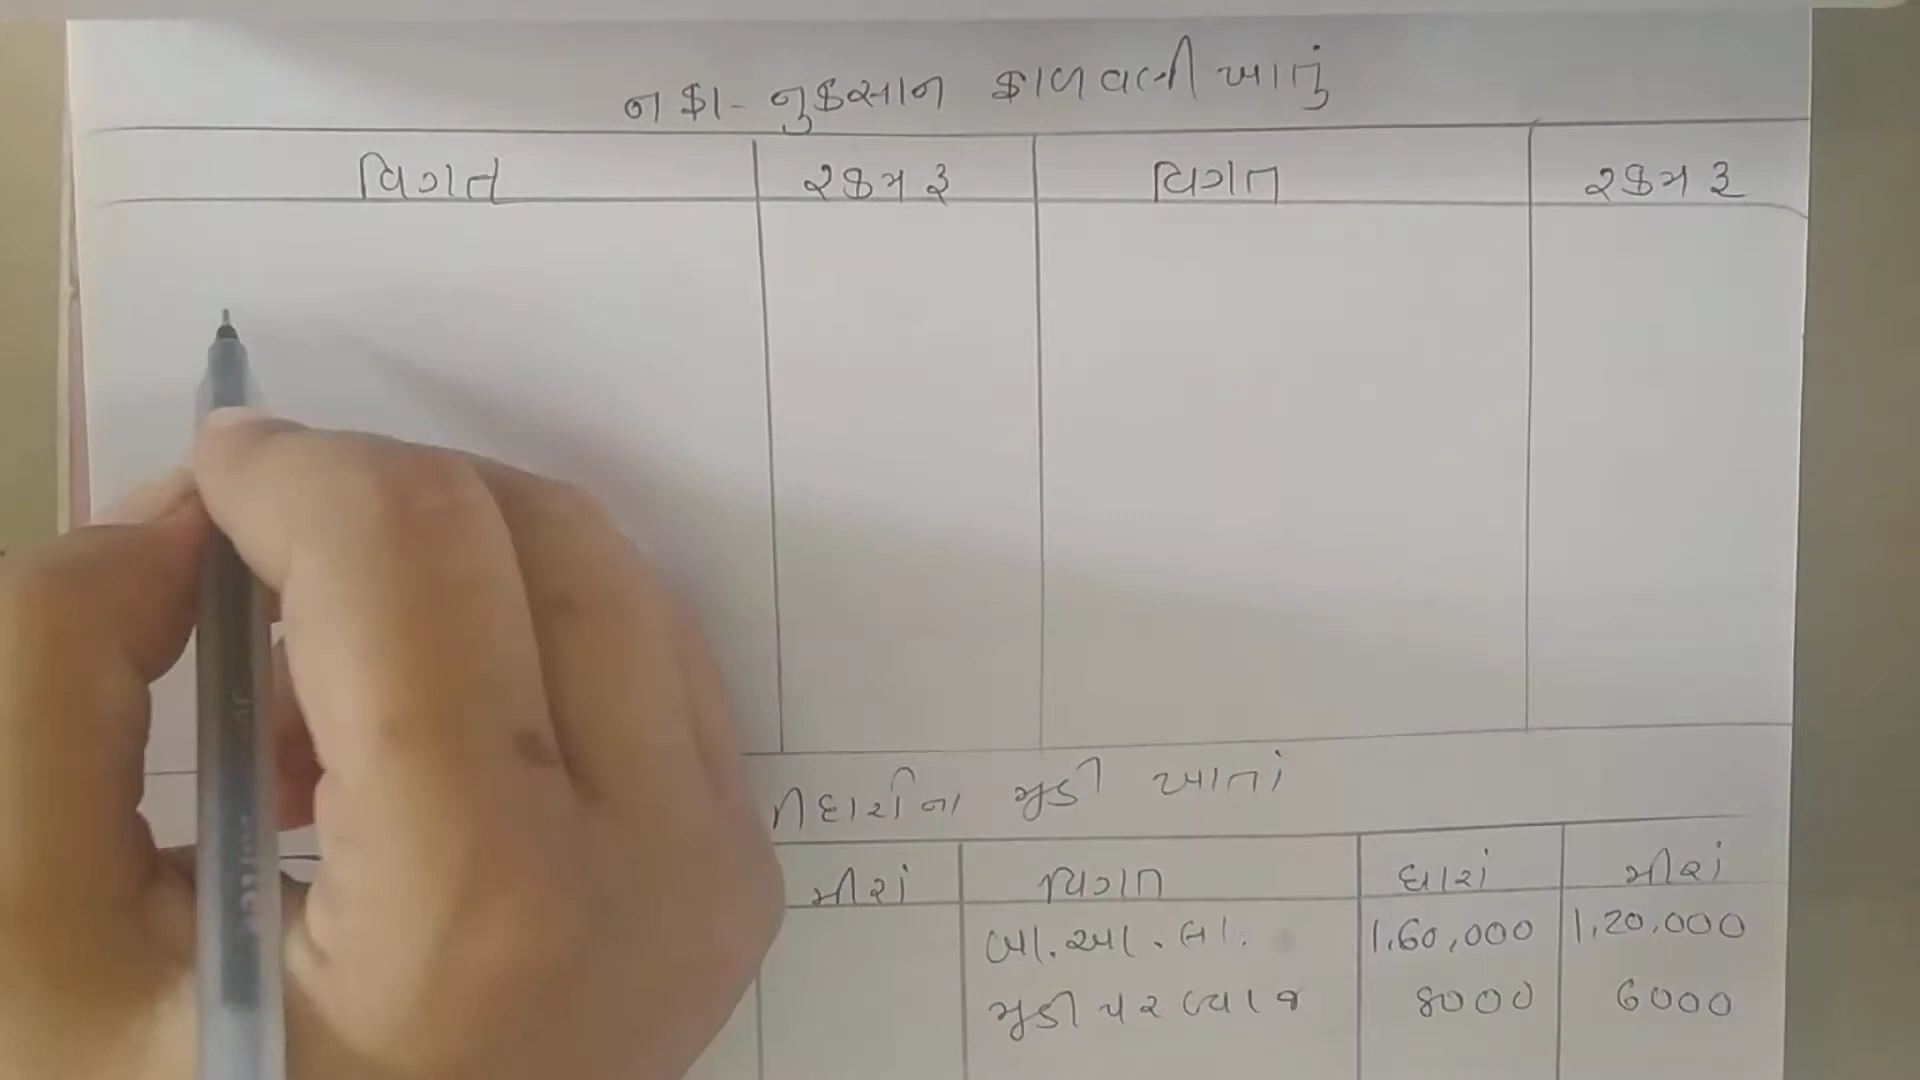 નફા-નુકસાન ફાળવણી ખાતું
વિગત રકમ રૂ વિગત રકમ રૂ
મૂડી ખાતાં
મીરાં વિગત ધારાં મીરાં
બા. આ. લા. 1,60,000 1,20,000
મૂડી પર વ્યાજ 8000 6000